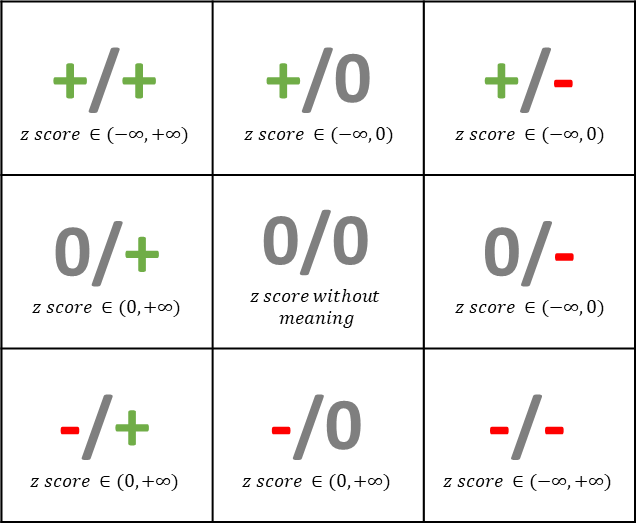 +/+
z score ∈ (−∞, +∞)
+/0
z score ∈ (−∞, 0)
+/-
z score ∈ (−∞, 0)
0/+
z score ∈ (0, +∞)
0/0
z score without
meaning
0/-
z score ∈ (−∞, 0)
-/+
z score ∈ (0, +∞)
-/0
z score ∈ (0, +∞)
-/-
z score ∈ (−∞, +∞)